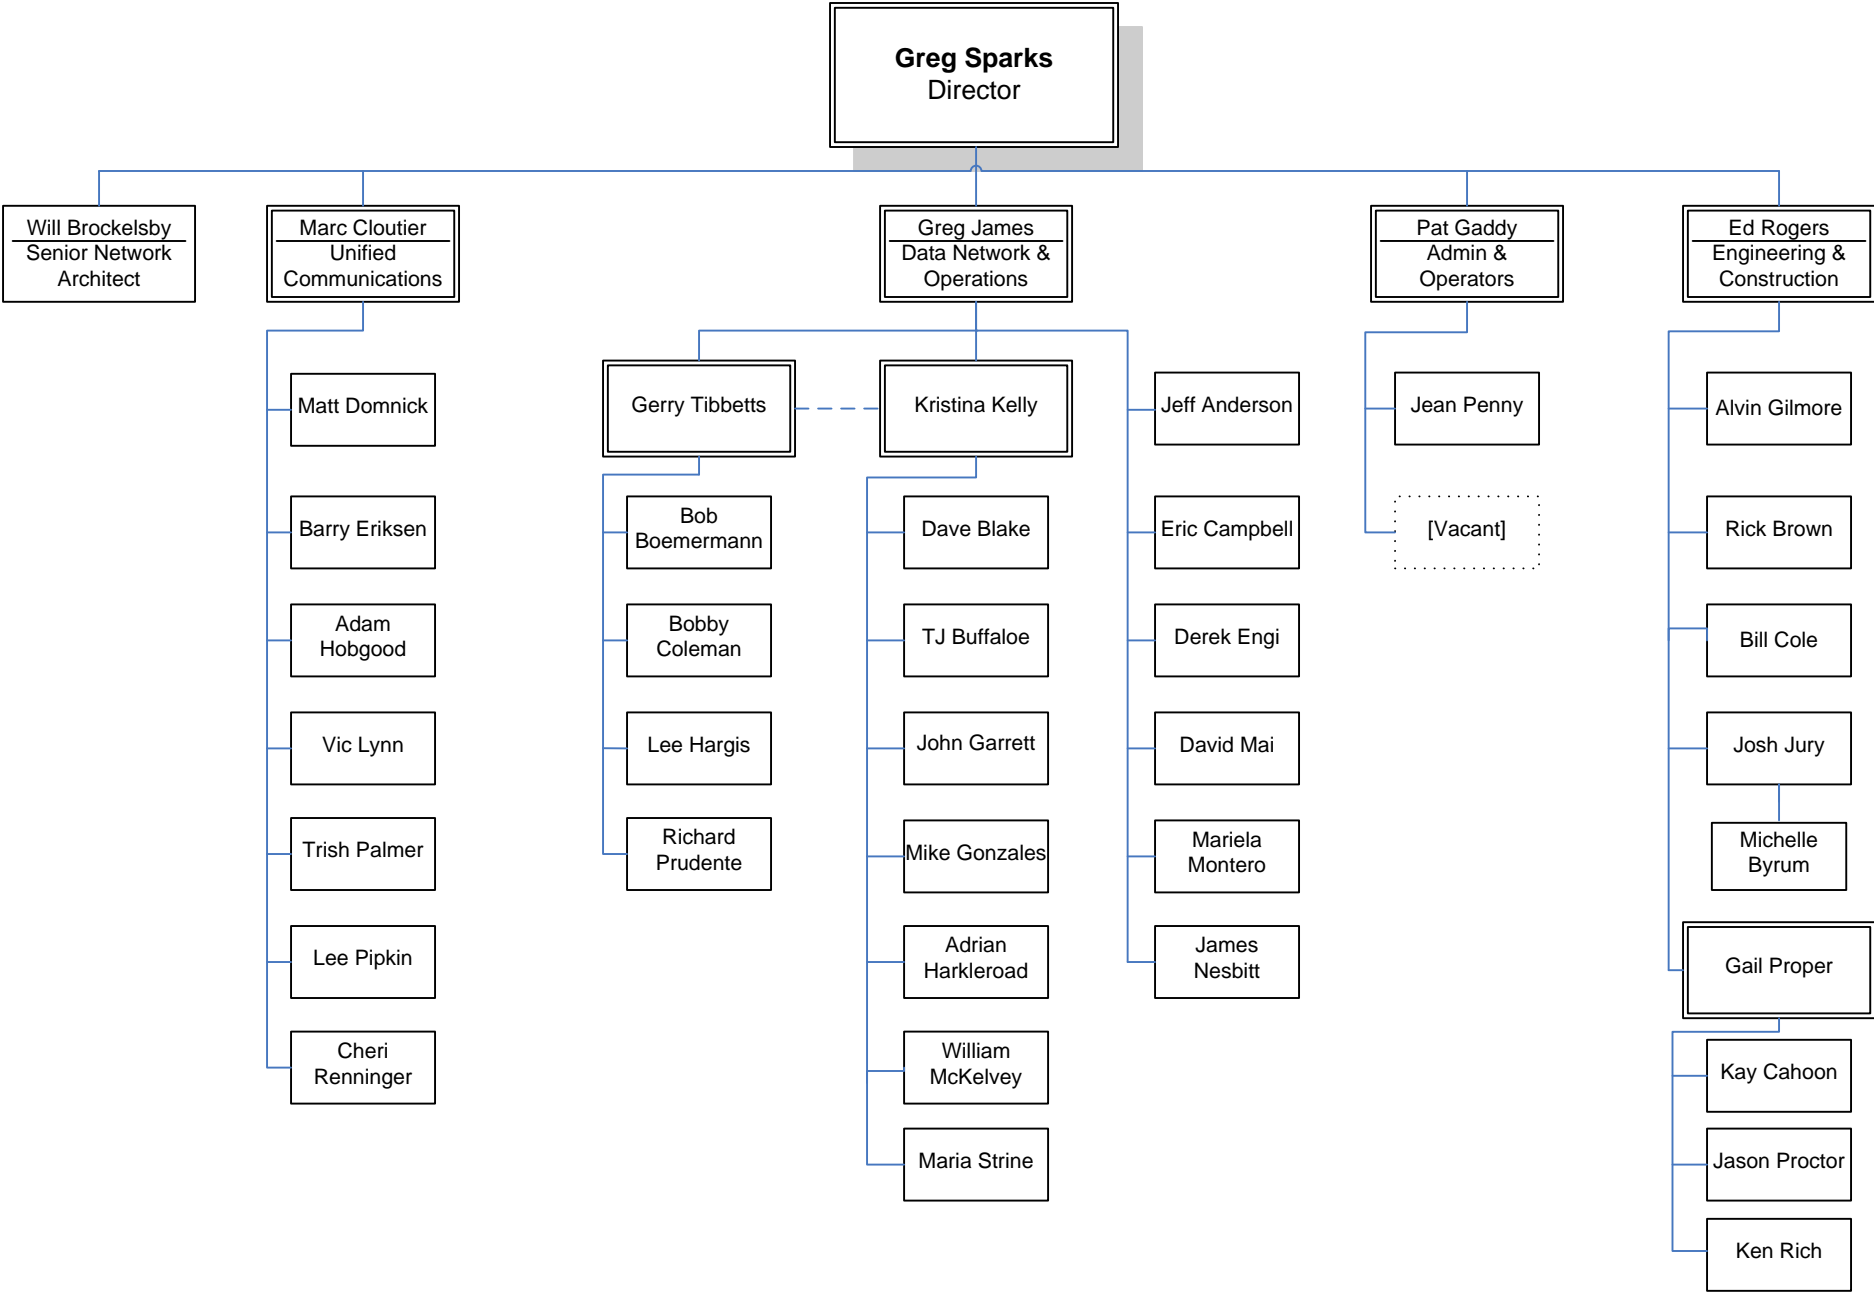 Greg Sparks
Director
Will Brockelsby
Senior Network
Architect
Marc Cloutier
Unified
Communications
Greg James
Data Network &
Operations
Pat Gaddy
Admin &
Operators
Ed Rogers
Engineering &
Construction
Matt Domnick
Barry Eriksen
Adam
Hobgood
Vic Lynn
Trish Palmer
Lee Pipkin
Cheri
Renninger
Gerry Tibbetts
Bob
Boemermann
Bobby
Coleman
Lee Hargis
Richard
Prudente
Kristina Kelly
Dave Blake
TJ Buffaloe
John Garrett
Mike Gonzales
Adrian
Harkleroad
William
McKelvey
Maria Strine
Jeff Anderson
Eric Campbell
Derek Engi
David Mai
Mariela
Montero
James
Nesbitt
Jean Penny
[Vacant]
Alvin Gilmore
Rick Brown
Bill Cole
Josh Jury
Michelle
Byrum
Gail Proper
Kay Cahoon
Jason Proctor
Ken Rich